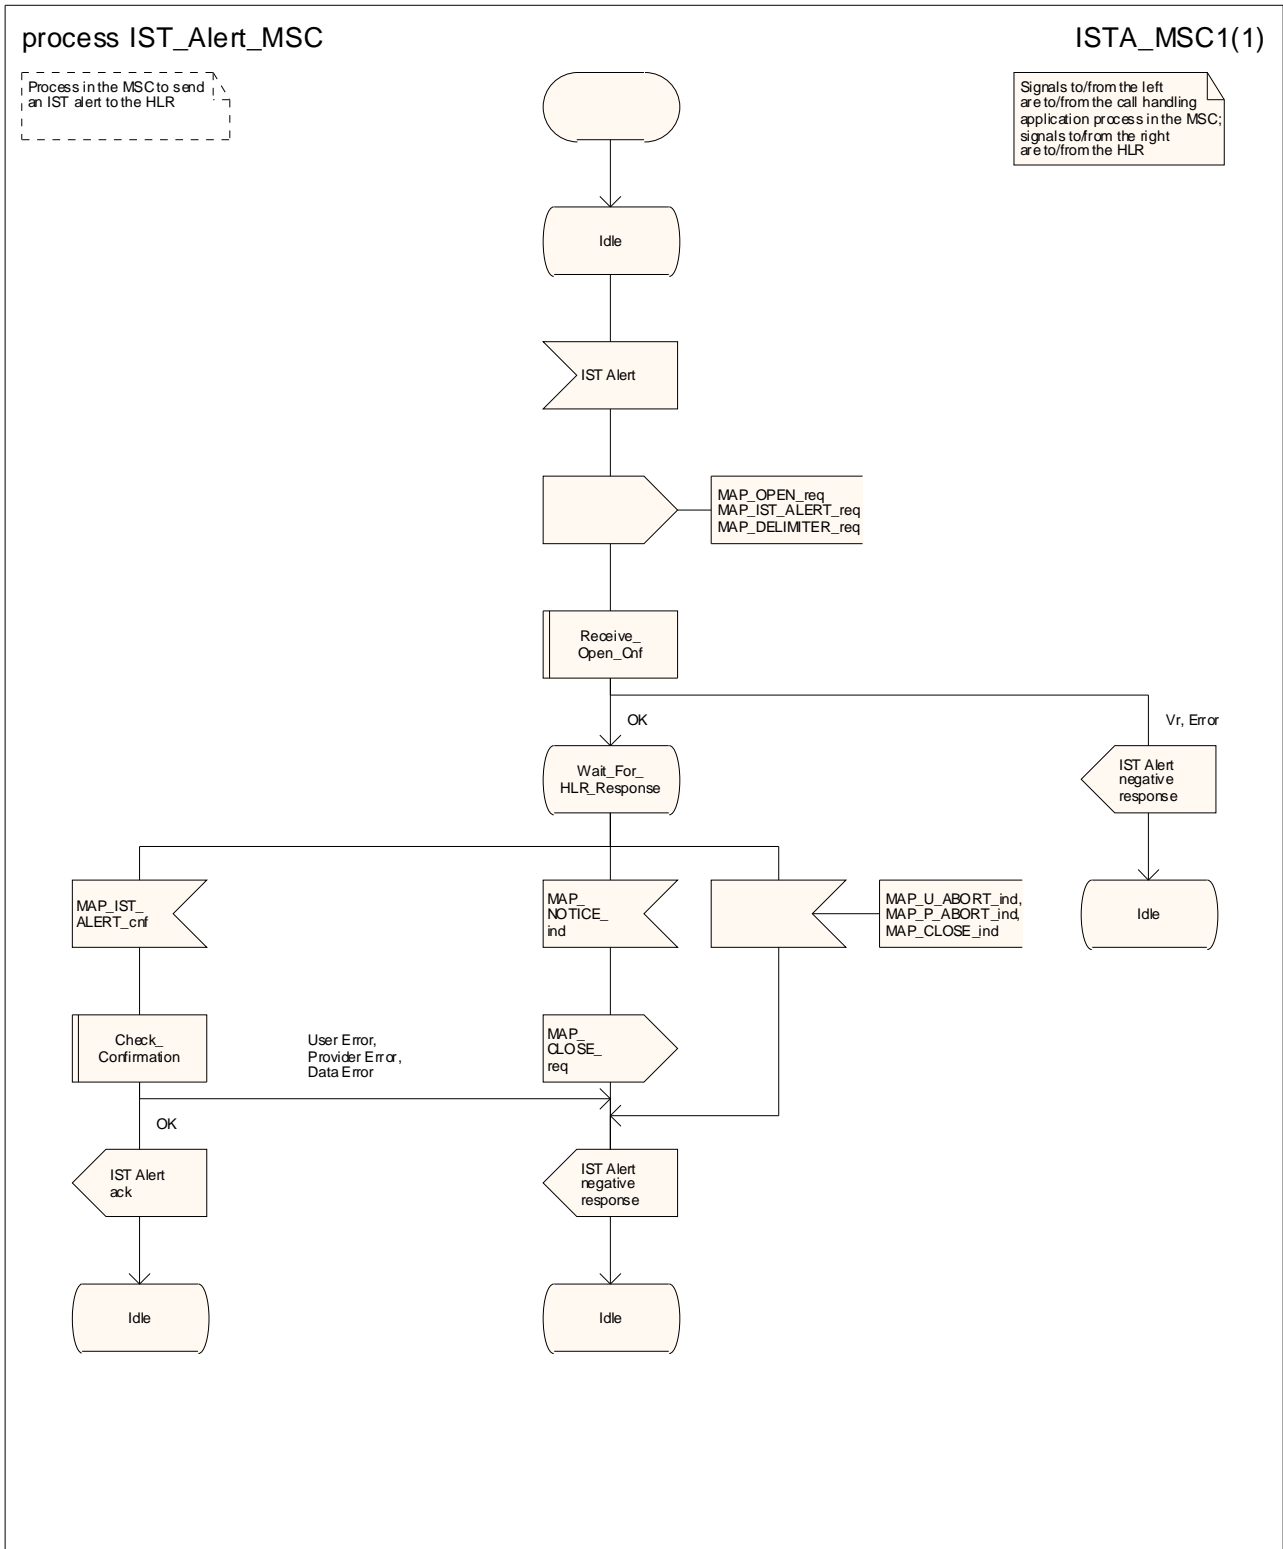 process IST_Alert_MSC
ISTA_MSC1(1)
Process in the MSC to send
an IST alert to the HLR
Signals to/from the left
are to/from the call handling
application process in the MSC;
signals to/from the right
are to/from the HLR
Idle
IST Alert
MAP_OPEN_req
MAP_IST_ALERT_req
MAP_DELIMITER_req
Receive_
Open_Cnf
OK
Vr, Error
Wait_For_
HLR_Response
IST Alert
negative
response
MAP_IST_
ALERT_cnf
MAP_
NOTICE_
ind
MAP_U_ABORT_ind,
MAP_P_ABORT_ind,
MAP_CLOSE_ind
Idle
Check_
Confirmation
User Error,
Provider Error,
Data Error
MAP_
CLOSE_
req
OK
IST Alert
ack
IST Alert
negative
response
Idle
Idle